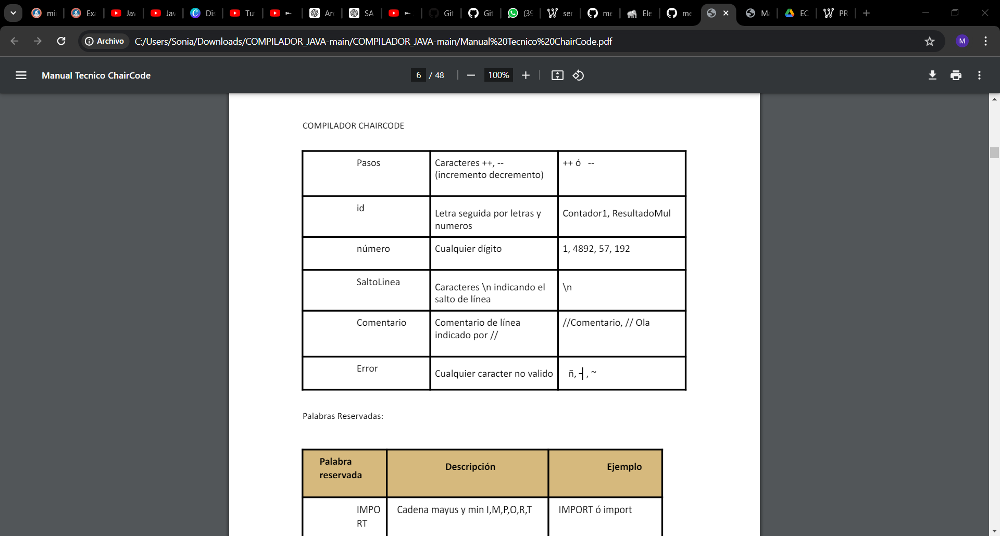 mi
Exa
Jav
Jav
Dis
Tu
Ar
SA
Git
Git
(39
ser
me
Ele
me
Ma
EC
PR
Archivo
C:/Users/Sonia/Downloads/COMPILADOR_JAVA-main/COMPILADOR_JAVA-main/Manual%20Tecnico%20ChairCode.pdf
M
Manual Tecnico ChairCode
6 / 48
100%
COMPILADOR CHAIRCODE
Pasos
Caracteres ++, --
(incremento decremento)
++ ó --
id
Letra seguida por letras y
numeros
Contador1, ResultadoMul
número
Cualquier dígito
1, 4892, 57, 192
SaltoLinea
Caracteres \n indicando el
salto de línea
\n
Comentario
Comentario de línea
indicado por //
//Comentario, // Ola
Error
Cualquier caracter no valido
ñ, ┤, ~
Palabras Reservadas:
Palabra
reservada
Descripción
Ejemplo
IMPO
RT
Cadena mayus y min I,M,P,O,R,T
IMPORT ó import